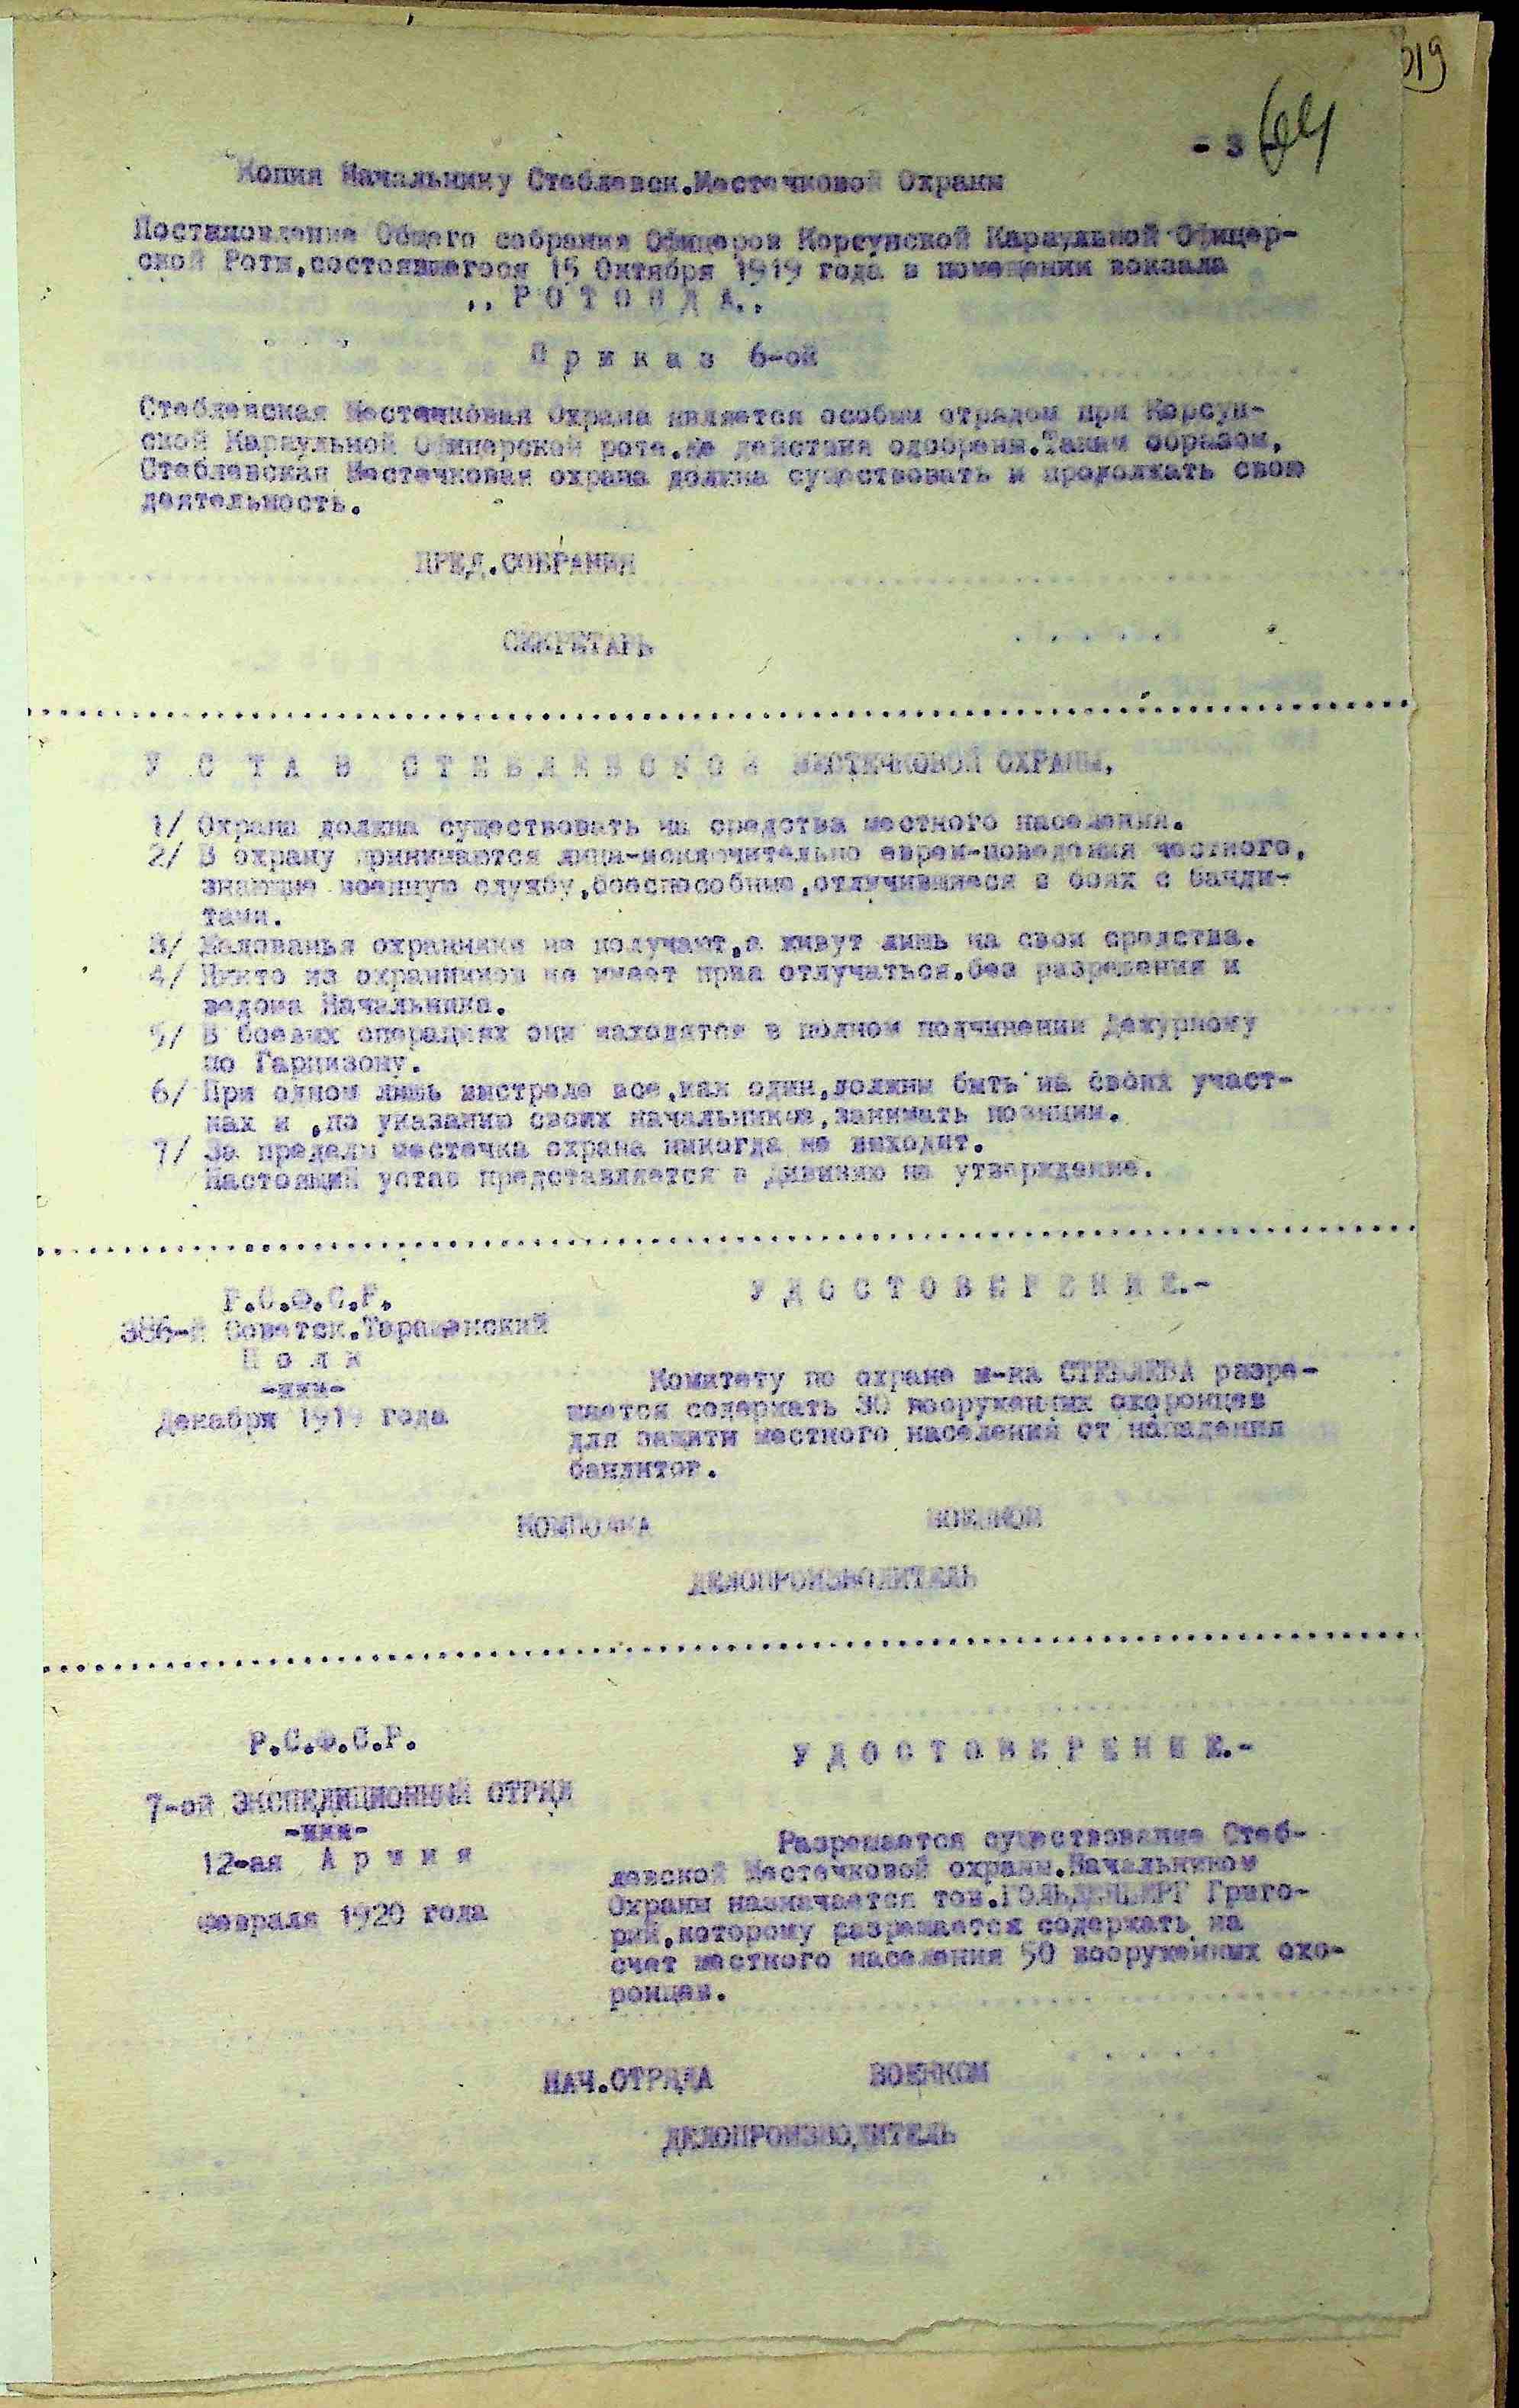 319
- 3
64
Копия Начальнику Стеблевск.Местечковой Охраны
Постановление Общего собрания Офицеров Корсунской Караульной Офицер-
ской Роты,состоявшегося 15 Октября 1919 года в помещении вокзала
,,Р О Т О В Д А,,
П р и к а з 6-ой
Стеблевская Местечковая Охрана является особым отрядом при Корсун-
ской Караульной Офицерской роте.Ее действия одобрены.Таким образом,
Стеблевская Местечковая охрана должна существовать и продолжать свою
деятельность.
ПРЕД.СОБРАНИЯ
СЕКРЕТАРЬ
У С Т А В С Т Е Б Л Е В С К О Й МЕСТЕЧКОВОЙ ОХРАНЫ,
1/ Охрана должна существовать на средства местного населения.
2/ В охрану принимаются лица-исключительно евреи-поведения честного,
знающие военную службу,боеспособные,отлучившиеся в боях с банди-
тами.
3/ Жалованья охранники не получают,а живут лишь на свои средства.
4/ Никто из охранников не имеет прва отлучаться.без разрешения и
ведома Начальника.
5/ В боевых операциях они находятся в полном подчинении Дежурному
по Гарнизону.
6/ При одном лишь выстреле все,как один,должны быть на своих участ-
ках и ,по указанию своих начальников,занимать позиции.
7/ За пределы местечка охрана никогда не выходит.
Настоящий устав представляется в Дивизию на утверждение.
Р.С.Ф.С.Р.
У Д О С Т О В Е Р Е Н И Е.-
386-й Советск.Таращанский
П о л к
-ххх-
Декабря 1919 года
Комитету по охране м-ка СТЕБЛЕВА разре-
шается содержать 30 вооруженных охоронцев
для защиты местного населения от нападения
бандитов.
КОМПОЛКА ВОЕНКОМ
ДЕЛОПРОИЗВОДИТЕЛЬ
Р.С.Ф.С.Р.
У Д О С Т О В Е Р Е Н И Е.-
7-ой ЭКСПЕДИЦИОННЫЙ ОТРЯД
-ххх-
12-ая А р м и я
Февраля 1920 года
Разрешается существование Стеб-
левской Местечковой охраны.Начальником
Охраны назначается тов.ГОЛЬДЕНБЕРГ Григо-
рий,которому разрешается содержать на
счет местного населения 50 вооруженных охо-
ронцев.
НАЧ.ОТРЯДА ВОЕНКОМ
ДЕЛОПРОИЗВОДИТЕЛЬ